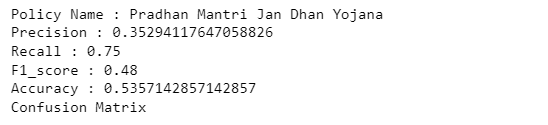 Policy Name : Pradhan Mantri Jan Dhan Yojana
Precision : 0.35294117647058826
Recall : 0.75
F1_score : 0.48
Accuracy : 0.5357142857142857
Confusion Matrix